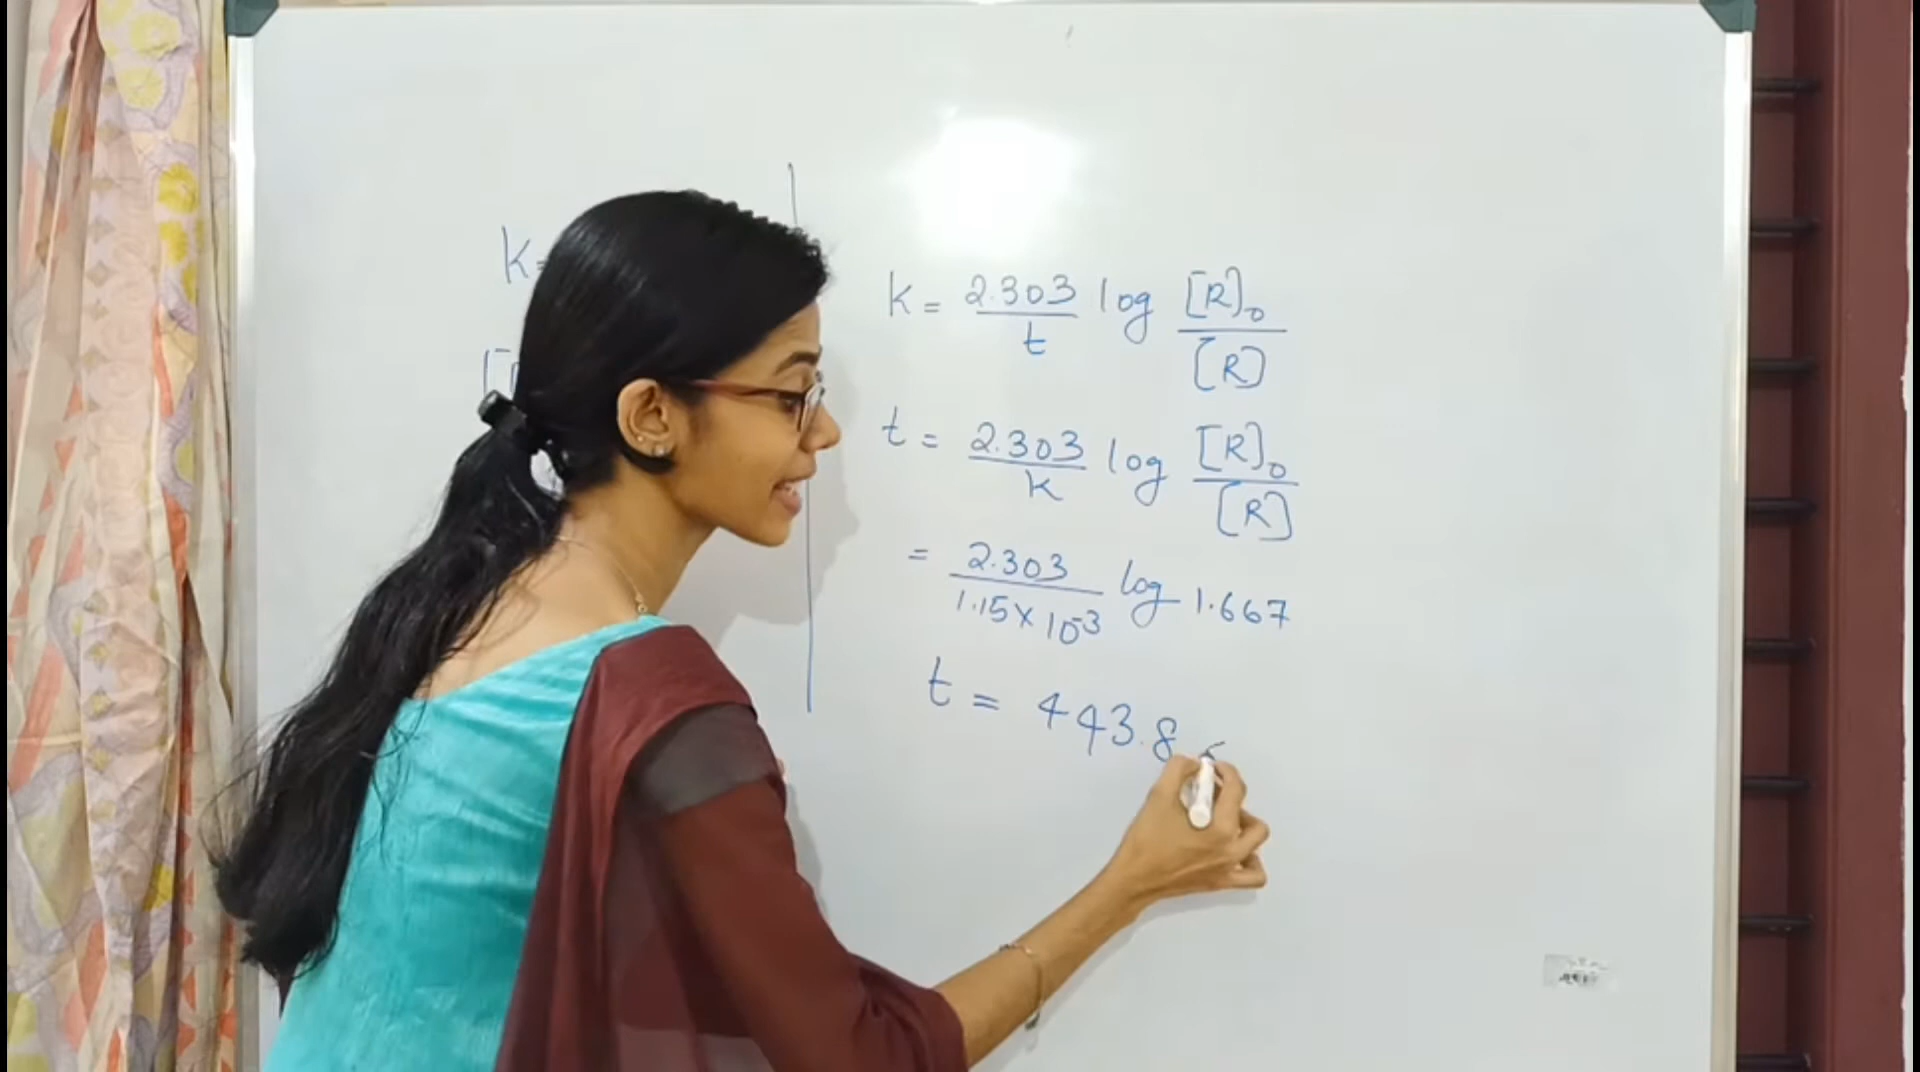 k=
k = 2.303/t log [R]₀/[R]
t = 2.303/k log [R]₀/[R]
= 2.303/1.15×10⁻³ log 1.667
t = 443.8